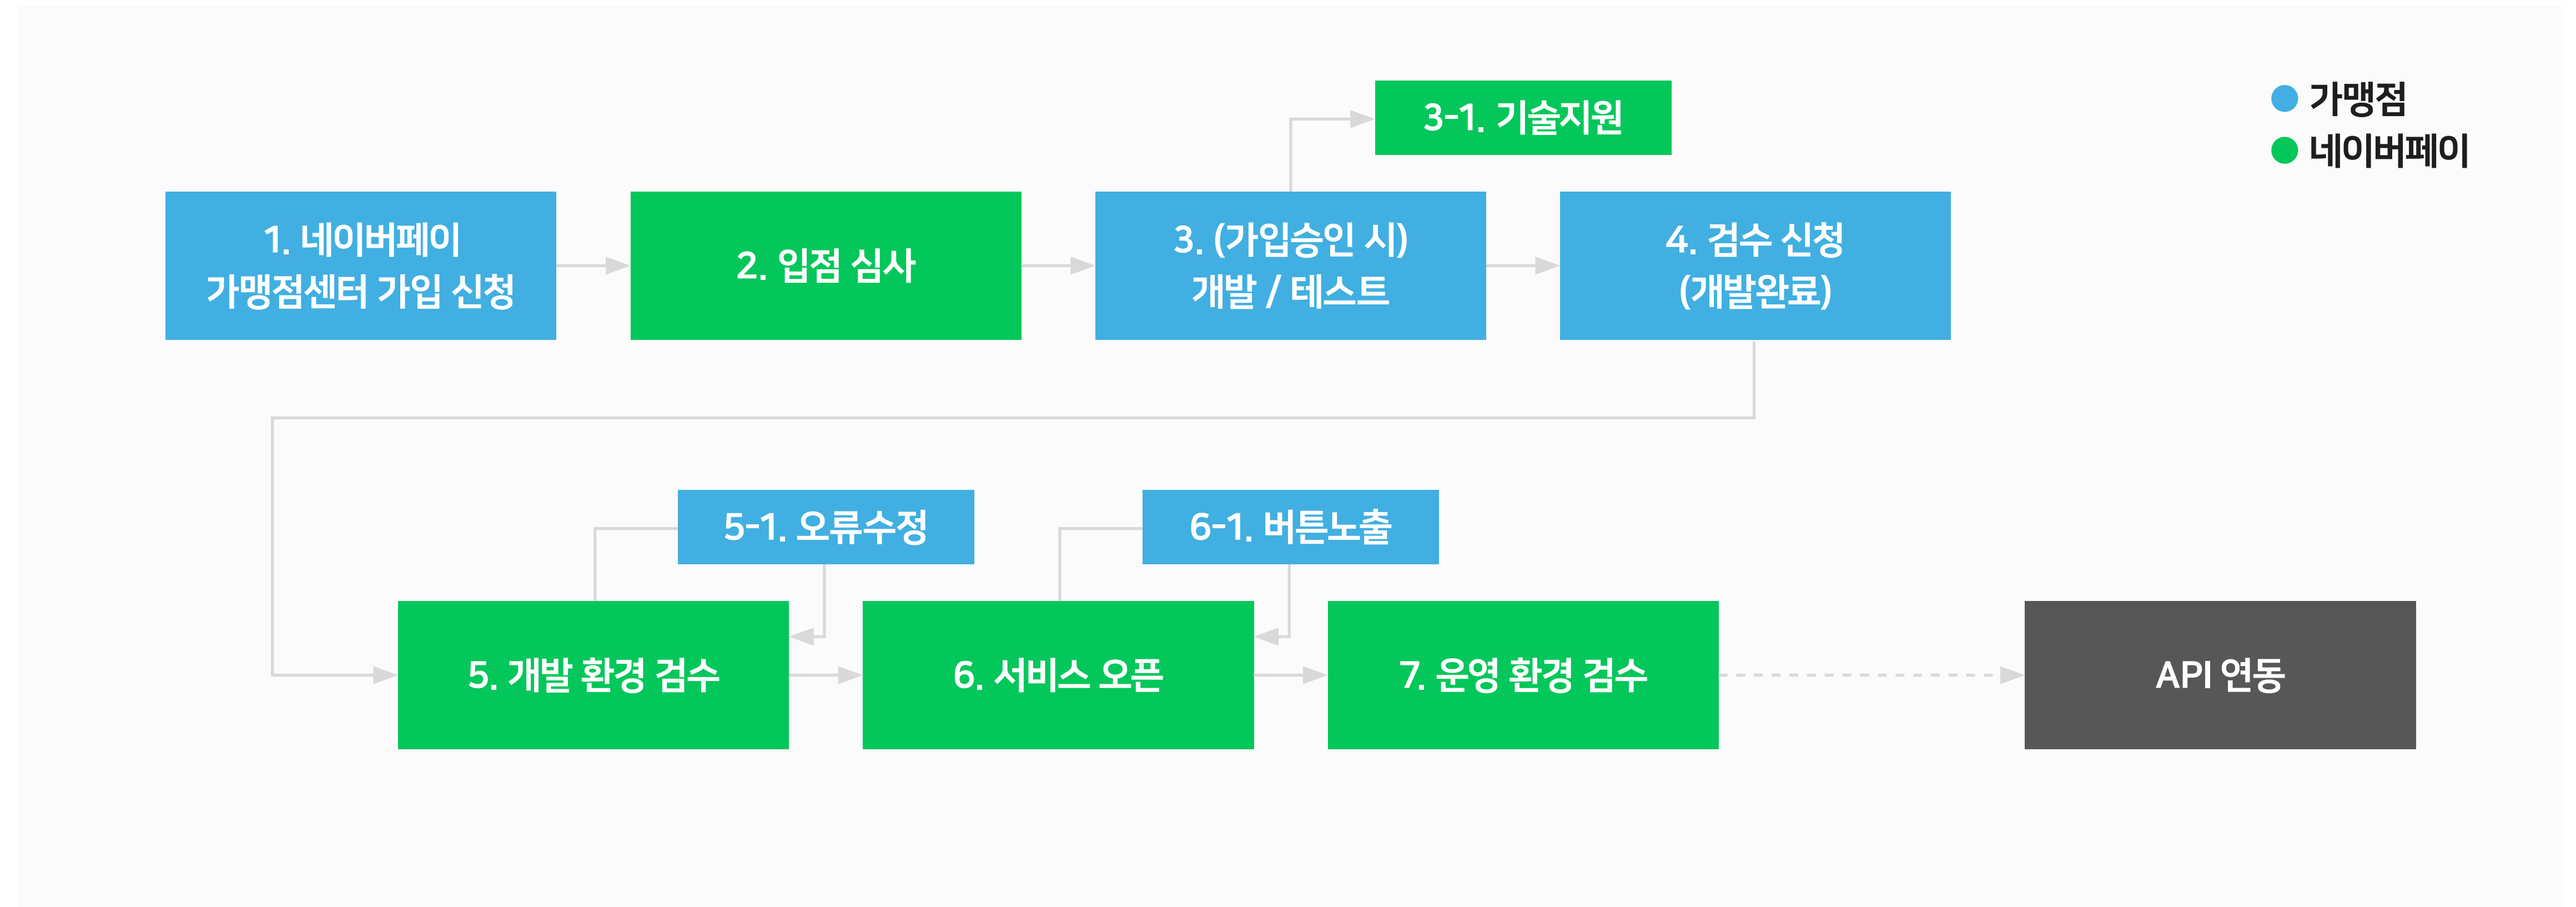 가맹점
네이버페이
3-1. 기술지원
1. 네이버페이
가맹점센터 가입 신청
2. 입점 심사
3. (가입승인 시)
개발 / 테스트
4. 검수 신청
(개발완료)
5-1. 오류수정
6-1. 버튼노출
5. 개발 환경 검수
6. 서비스 오픈
7. 운영 환경 검수
API 연동